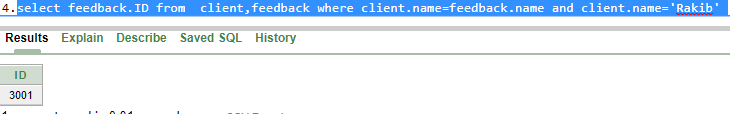 4.select feedback.ID from  client,feedback where client.name=feedback.name and client.name='Rakib'
Results Explain Describe Saved SQL History
ID
3001